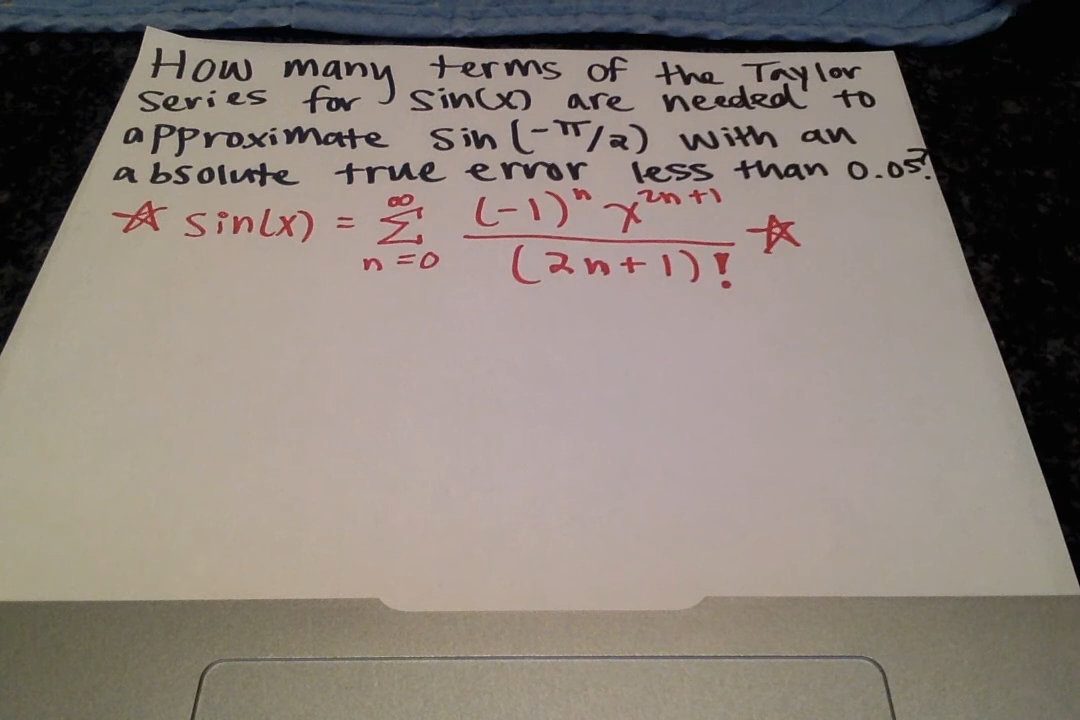 How many terms of the Taylor
series for sin(x) are needed to
approximate sin(-π/2) with an
absolute true error less than 0.05?
☆ sin(x) = ∞ Σ n=0 (-1)^n x^{2n+1} / (2n+1)! ☆